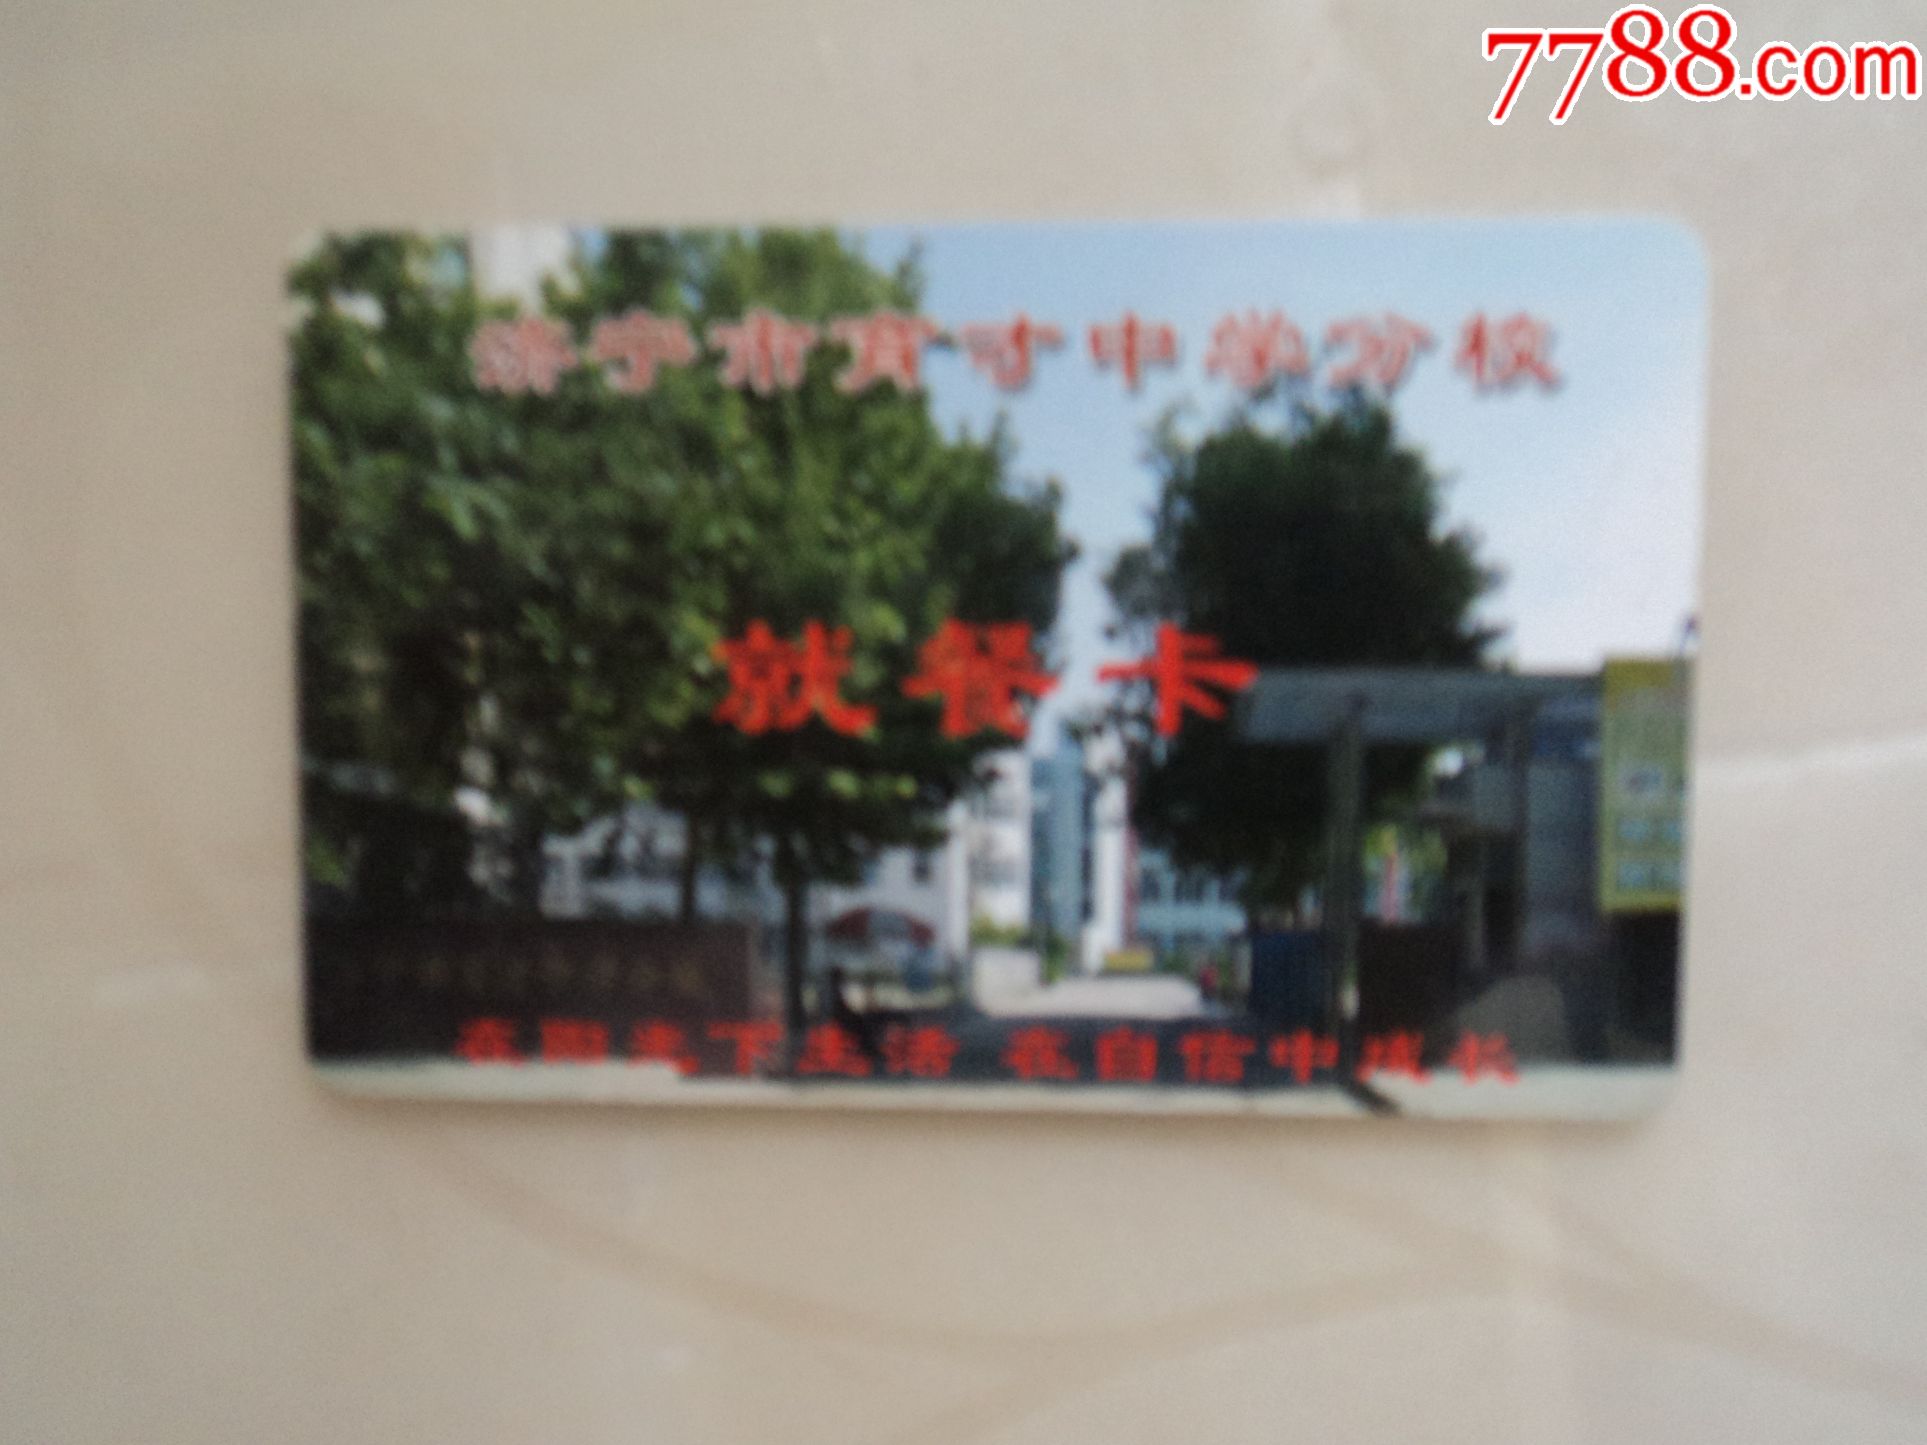 7788.com
济宁市育才中学分校
就餐卡
在阳光下生活 在自信中成长